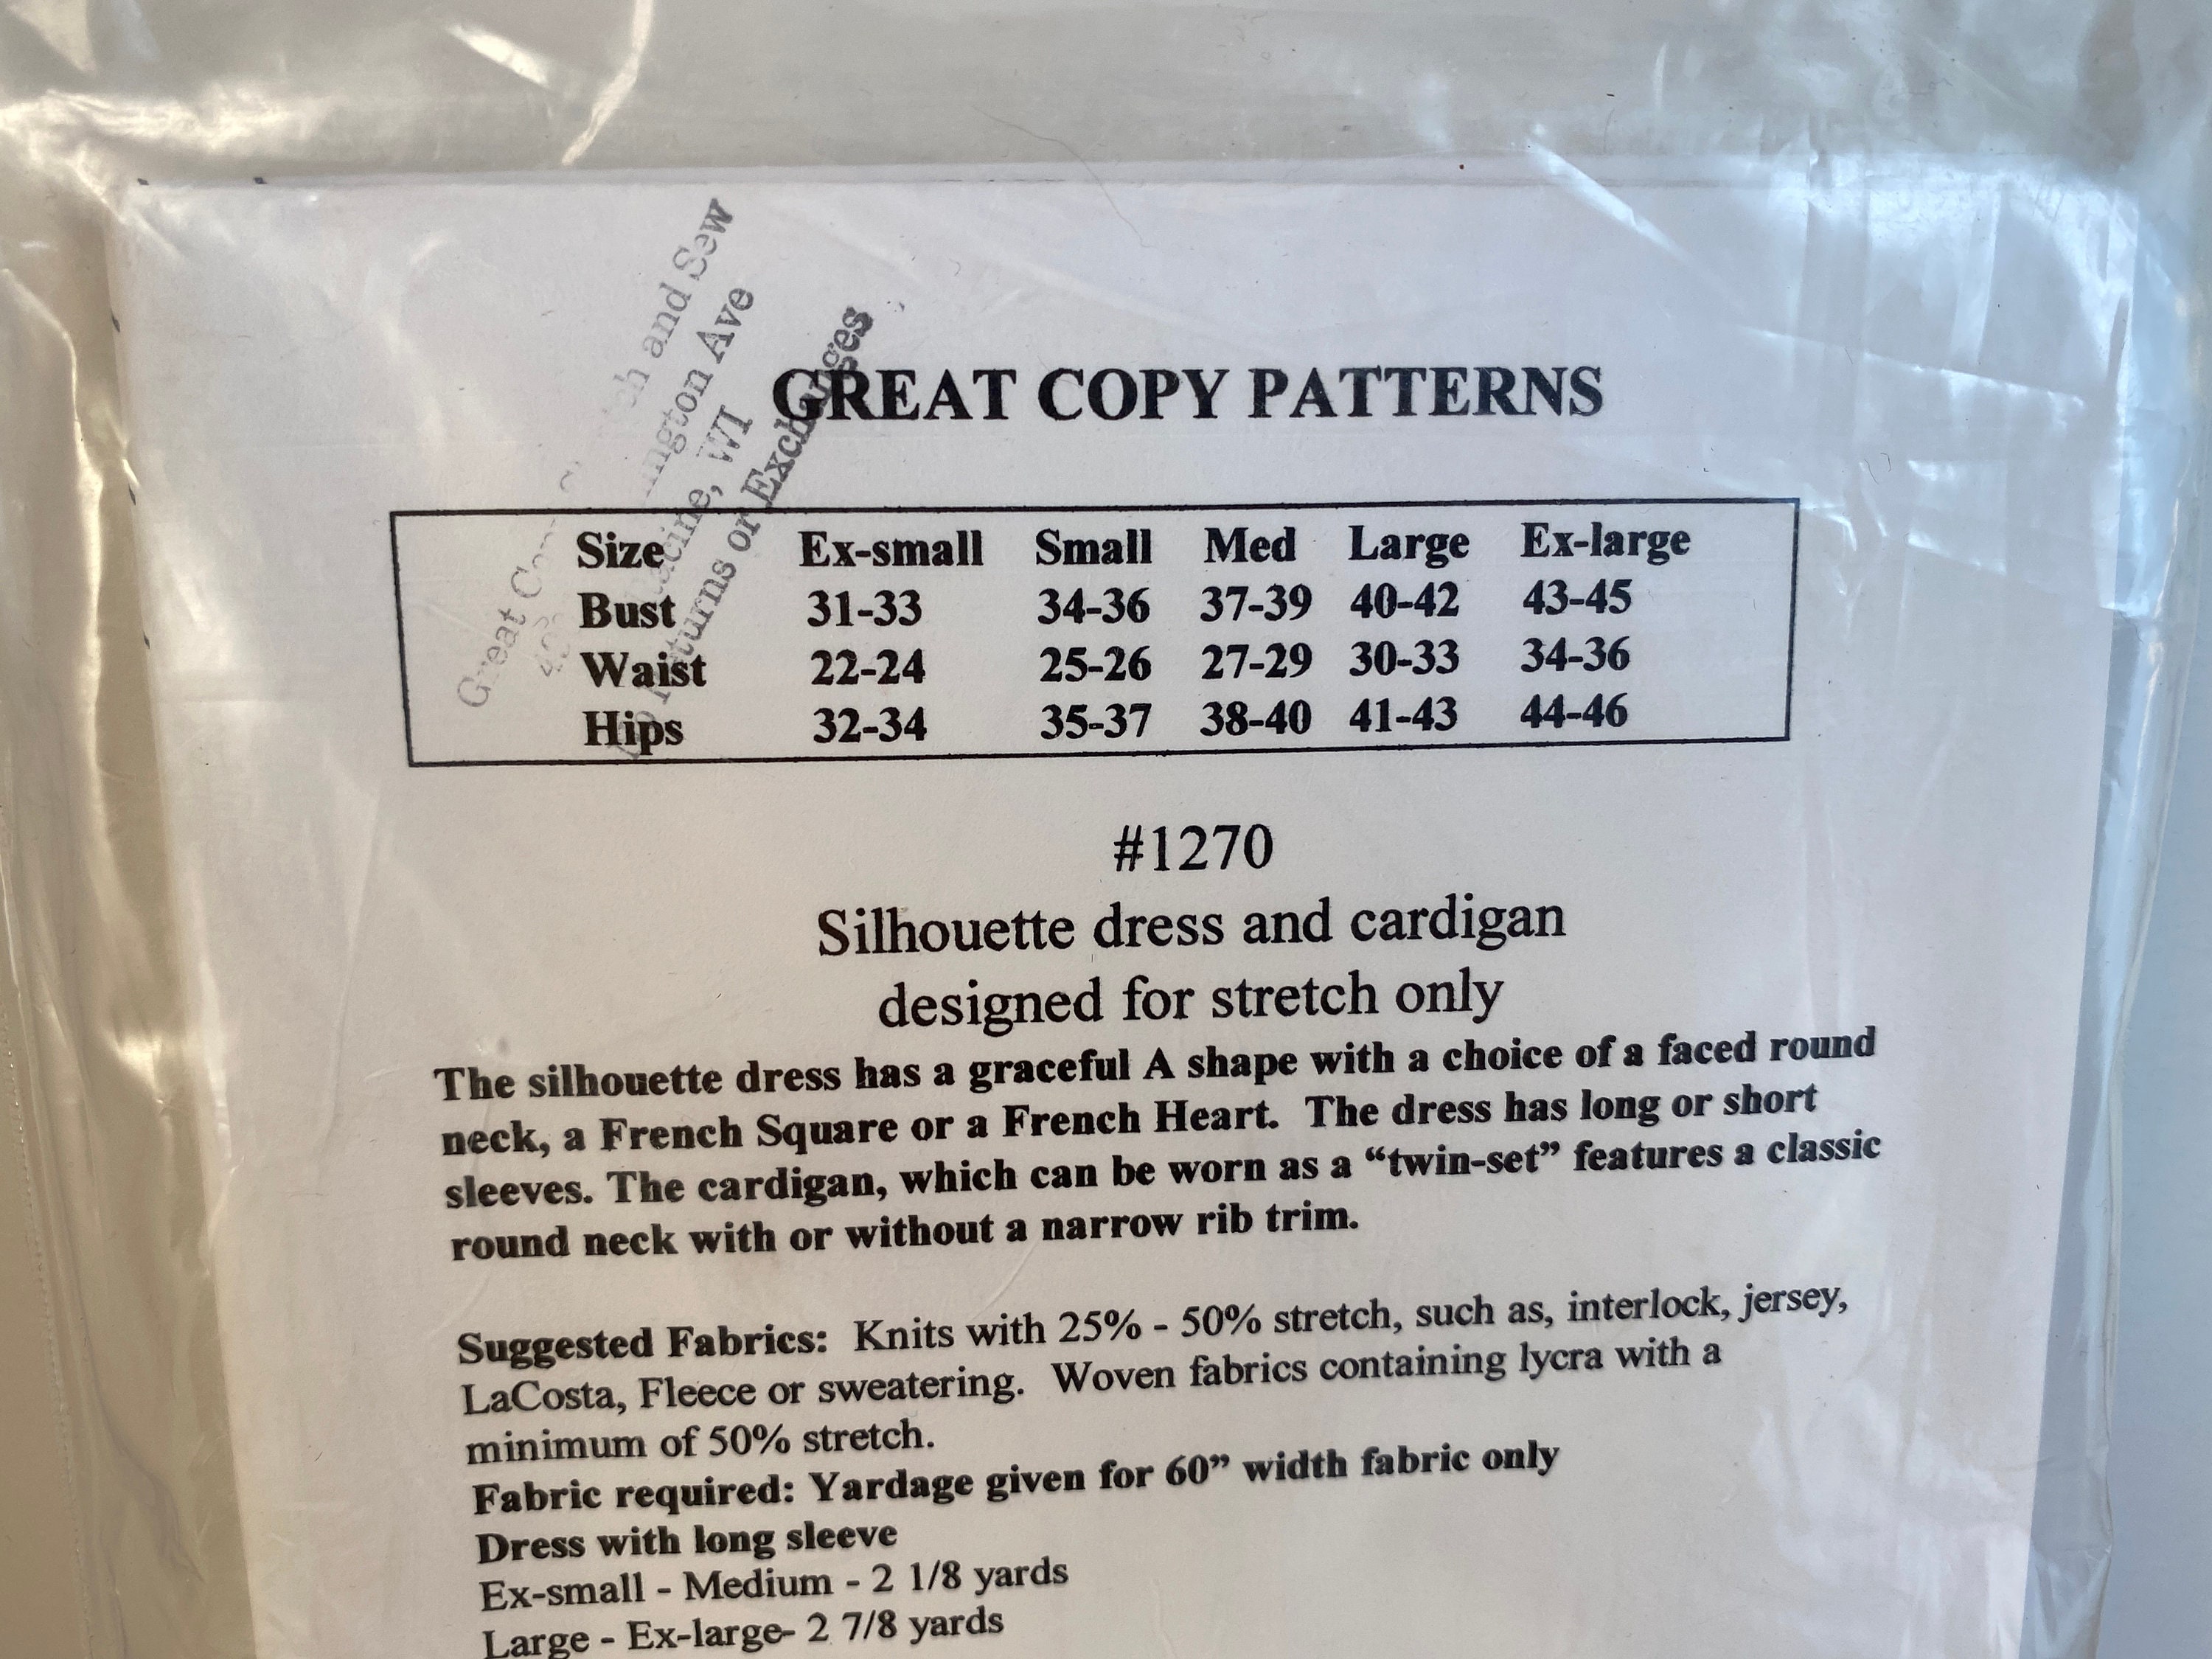 Great and Sew
Ave
WI
or Exchanges
GREAT COPY PATTERNS
Size Ex-small Small Med Large Ex-large
Bust 31-33 34-36 37-39 40-42 43-45
Waist 22-24 25-26 27-29 30-33 34-36
Hips 32-34 35-37 38-40 41-43 44-46
#1270
Silhouette dress and cardigan
designed for stretch only
The silhouette dress has a graceful A shape with a choice of a faced round
neck, a French Square or a French Heart. The dress has long or short
sleeves. The cardigan, which can be worn as a “twin-set” features a classic
round neck with or without a narrow rib trim.
Suggested Fabrics: Knits with 25% - 50% stretch, such as, interlock, jersey,
LaCosta, Fleece or sweatering. Woven fabrics containing lycra with a
minimum of 50% stretch.
Fabric required: Yardage given for 60” width fabric only
Dress with long sleeve
Ex-small - Medium - 2 1/8 yards
Large - Ex-large- 2 7/8 yards